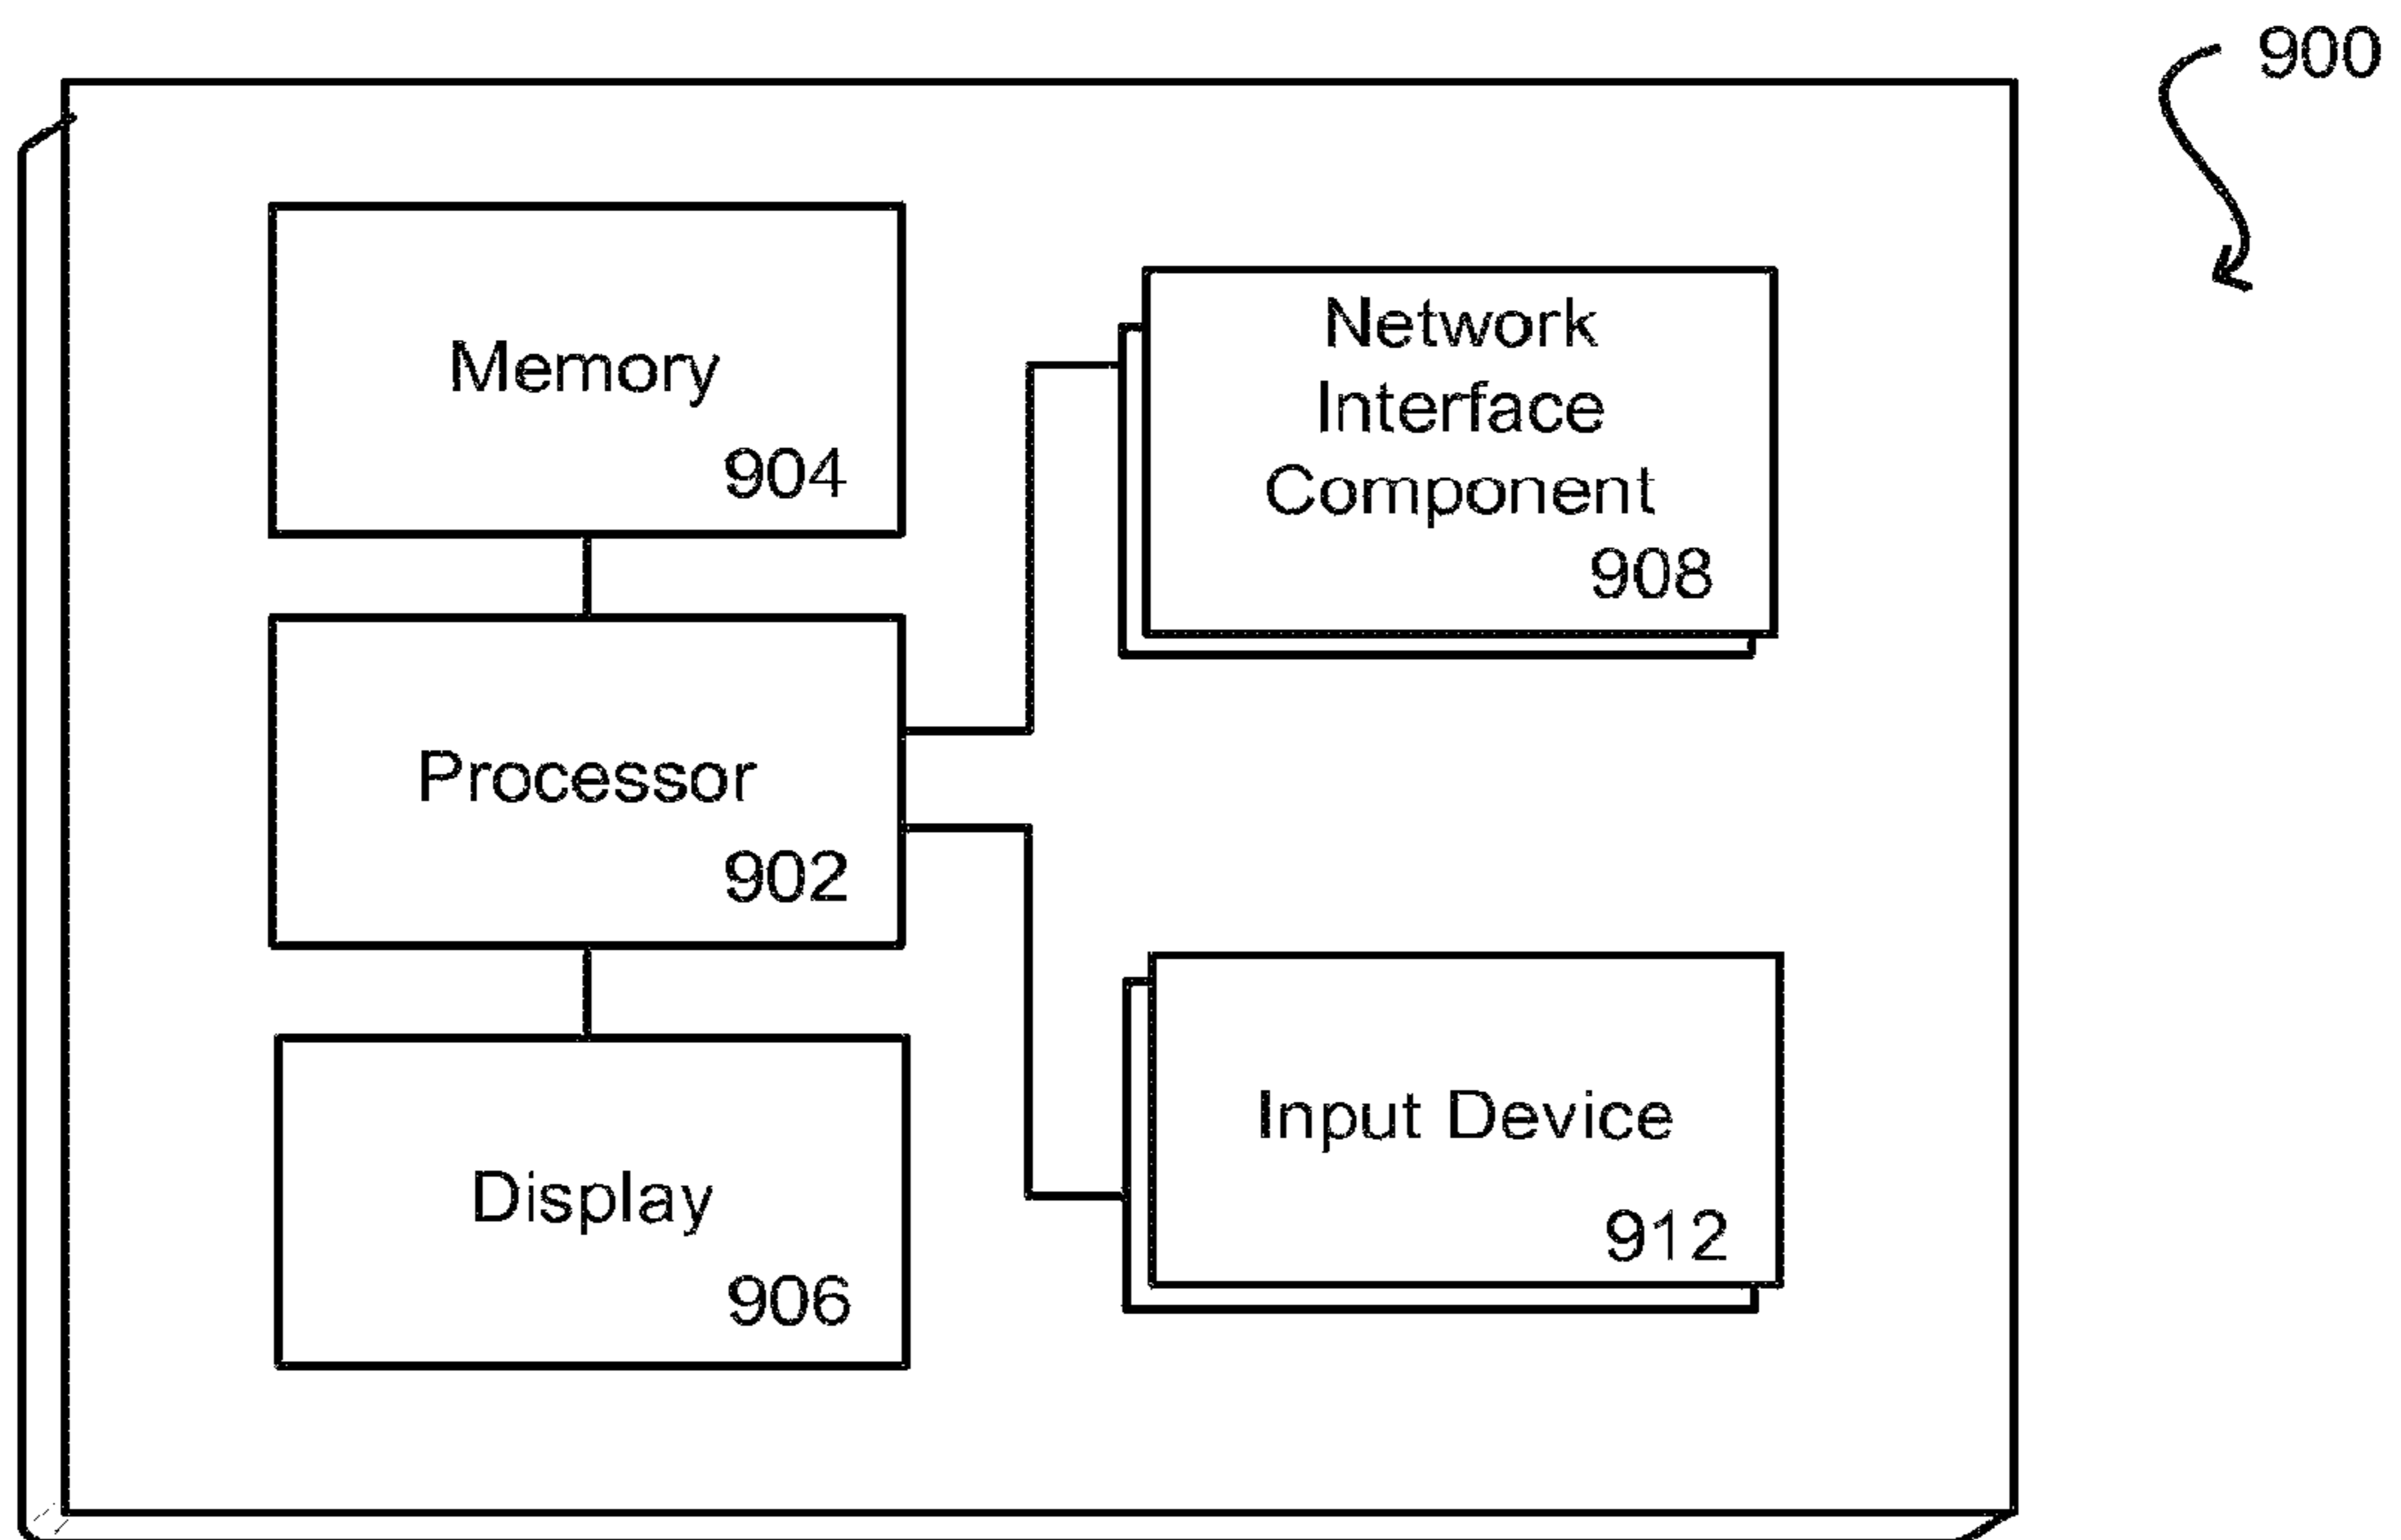 900
Memory
904
Network
Interface
Component
908
Processor
902
Input Device
912
Display
906